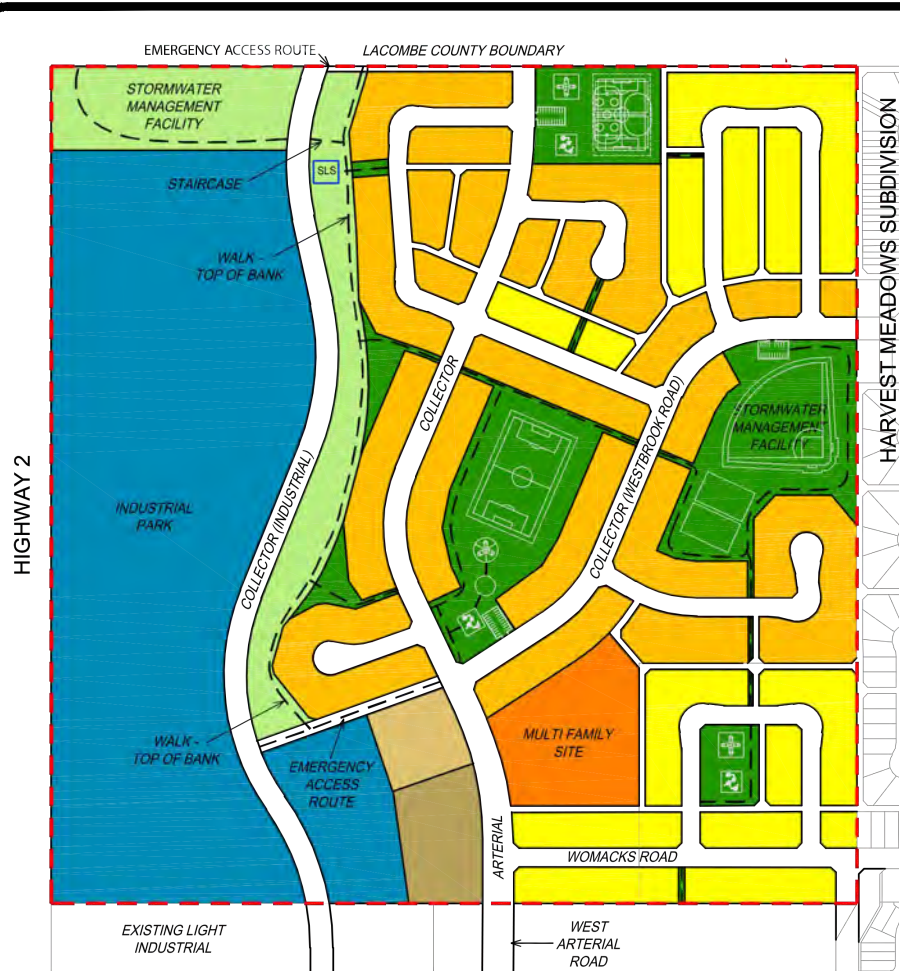 EMERGENCY ACCESS ROUTE
LACOMBE COUNTY BOUNDARY
STORMWATER
MANAGEMENT
FACILITY
STAIRCASE
SLS
WALK -
TOP OF BANK
HARVEST MEADOWS SUBDIVISION
COLLECTOR
COLLECTOR (WESTBROOK ROAD)
STORMWATER
MANAGEMENT
FACILITY
HIGHWAY 2
INDUSTRIAL
PARK
COLLECTOR (INDUSTRIAL)
WALK -
TOP OF BANK
EMERGENCY
ACCESS
ROUTE
MULTI FAMILY
SITE
ARTERIAL
WOMACKS ROAD
EXISTING LIGHT
INDUSTRIAL
WEST
ARTERIAL
ROAD